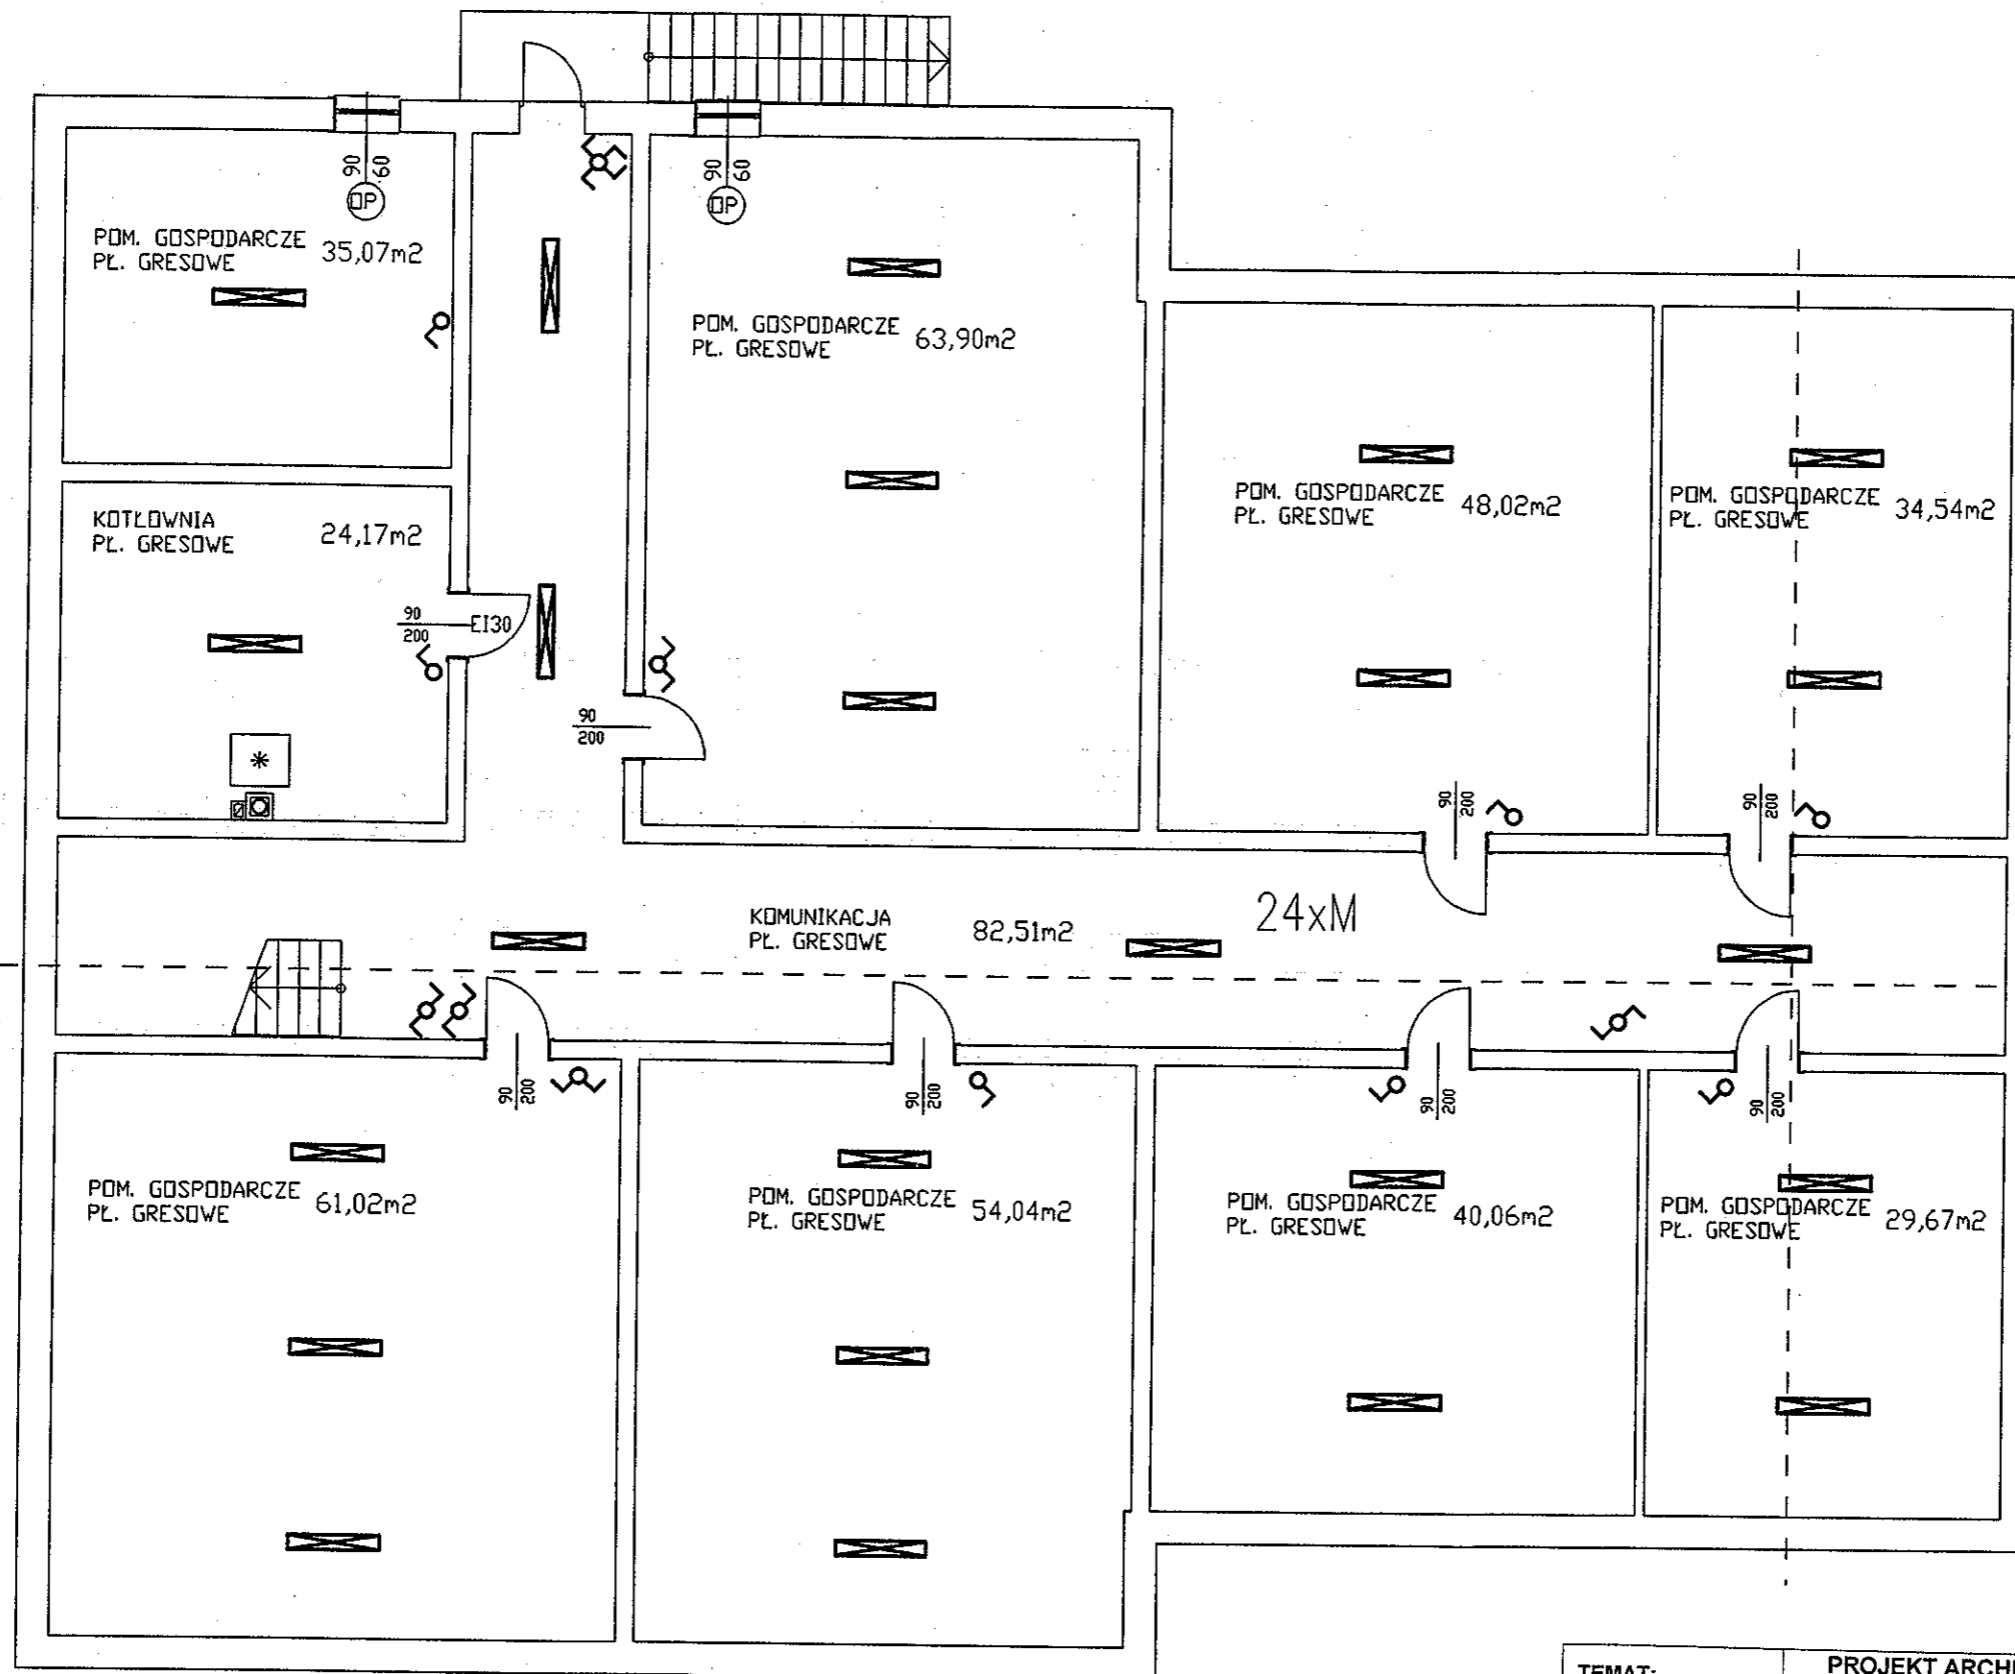 90
60
OP
90
60
OP
POM. GOSPODARCZE 35,07m2
PŁ. GRESOWE
POM. GOSPODARCZE 63,90m2
PŁ. GRESOWE
POM. GOSPODARCZE 48,02m2
PŁ. GRESOWE
POM. GOSPODARCZE 34,54m2
PŁ. GRESOWE
KOTŁOWNIA 24,17m2
PŁ. GRESOWE
90
200
EI30
90
200
90
200
90
200
KOMUNIKACJA 82,51m2
PŁ. GRESOWE
24xM
90
200
90
200
90
200
90
200
POM. GOSPODARCZE 61,02m2
PŁ. GRESOWE
POM. GOSPODARCZE 54,04m2
PŁ. GRESOWE
POM. GOSPODARCZE 40,06m2
PŁ. GRESOWE
POM. GOSPODARCZE 29,67m2
PŁ. GRESOWE
TEMAT: PROJEKT ARCHI